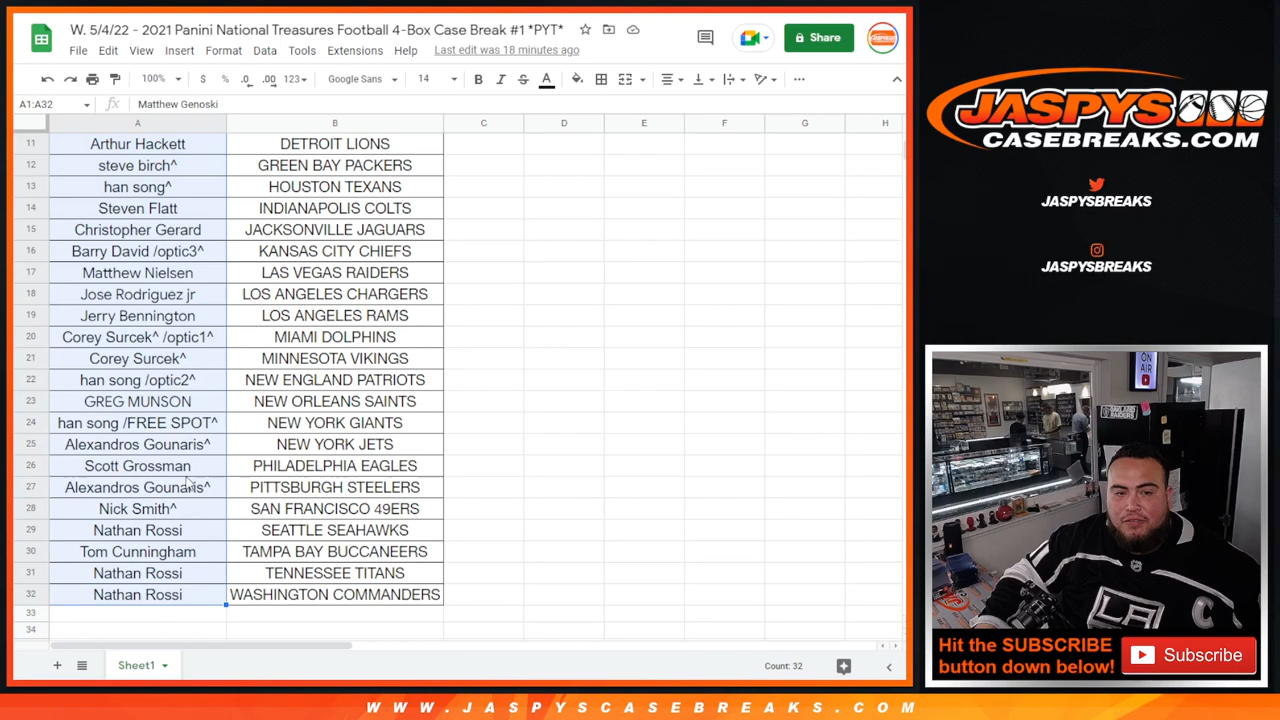 W. 5/4/22 - 2021 Panini National Treasures Football 4-Box Case Break #1 *PYT*
File Edit View Insert Format Data Tools Extensions Help Last edit was 18 minutes ago
Share
100% $ % .0 .00 123 Google Sans 14 B I S A
A1:A32 fx Matthew Genoski
A B C D E F G H
11 Arthur Hackett DETROIT LIONS
12 steve birch^ GREEN BAY PACKERS
13 han song^ HOUSTON TEXANS
14 Steven Flatt INDIANAPOLIS COLTS
15 Christopher Gerard JACKSONVILLE JAGUARS
16 Barry David /optic3^ KANSAS CITY CHIEFS
17 Matthew Nielsen LAS VEGAS RAIDERS
18 Jose Rodriguez jr LOS ANGELES CHARGERS
19 Jerry Bennington LOS ANGELES RAMS
20 Corey Surcek^ /optic1^ MIAMI DOLPHINS
21 Corey Surcek^ MINNESOTA VIKINGS
22 han song /optic2^ NEW ENGLAND PATRIOTS
23 GREG MUNSON NEW ORLEANS SAINTS
24 han song /FREE SPOT^ NEW YORK GIANTS
25 Alexandros Gounaris^ NEW YORK JETS
26 Scott Grossman PHILADELPHIA EAGLES
27 Alexandros Gounaris^ PITTSBURGH STEELERS
28 Nick Smith^ SAN FRANCISCO 49ERS
29 Nathan Rossi SEATTLE SEAHAWKS
30 Tom Cunningham TAMPA BAY BUCCANEERS
31 Nathan Rossi TENNESSEE TITANS
32 Nathan Rossi WASHINGTON COMMANDERS
33
34
Sheet1
Count: 32
JASPYS
CASEBREAKS.COM
JASPYSBREAKS
JASPYSBREAKS
ON
AIR
LA
C
Hit the SUBSCRIBE
button down below!
Subscribe
WWW.JASPYSCASEBREAKS.COM